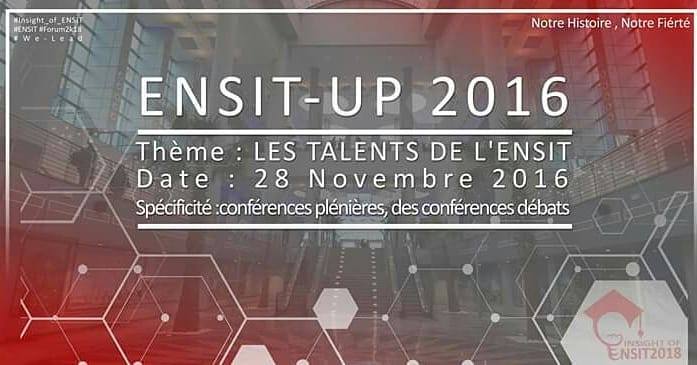 #Insight_of_ENSIT
#ENSIT #Forum2k18
#We-Lead
Notre Histoire , Notre Fiérté
ENSIT-UP 2016
Thème : LES TALENTS DE L'ENSIT
Date : 28 Novembre 2016
Spécificité :conférences plénières, des conférences débats
INSIGHT OF
ENSIT2018